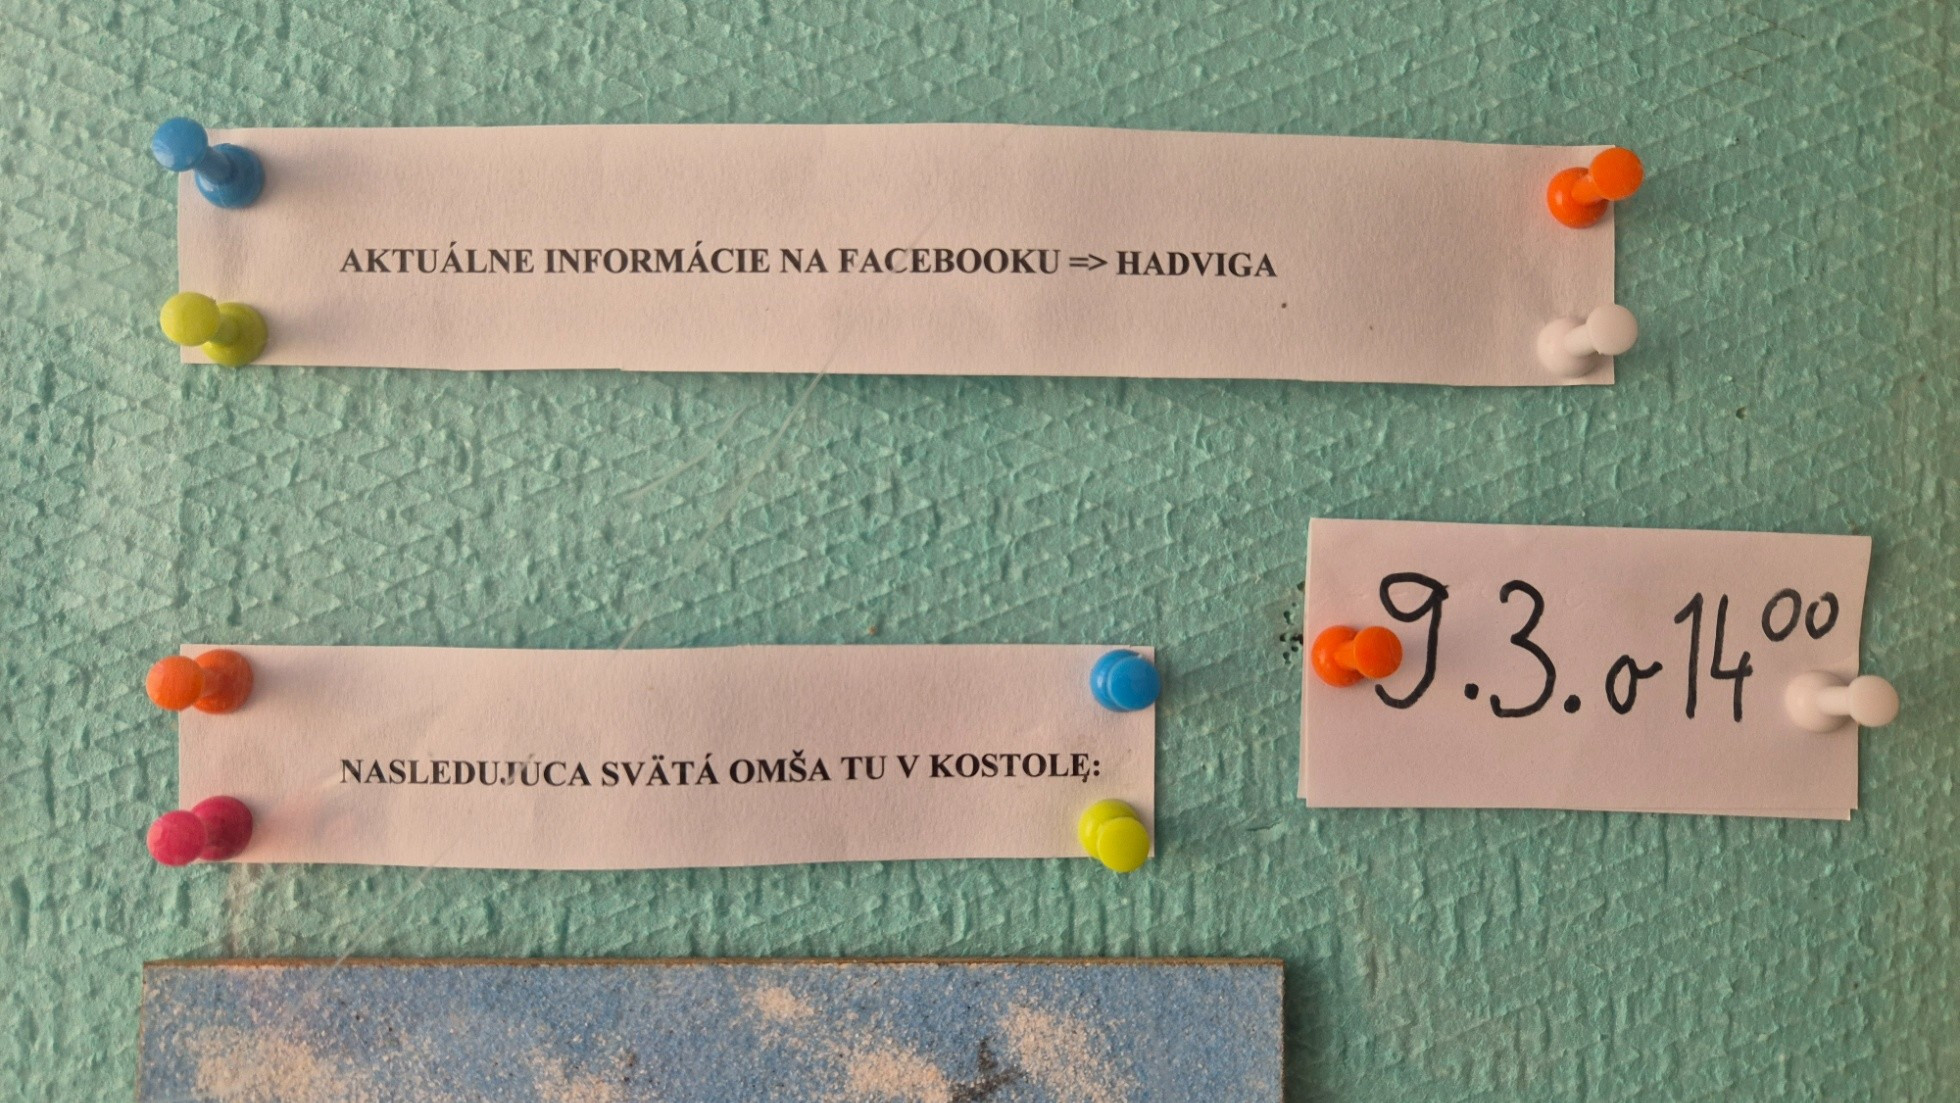 AKTUÁLNE INFORMÁCIE NA FACEBOOKU => HADVIGA
NASLEDUJÚCA SVÄTÁ OMŠA TU V KOSTOLE:
9.3. o 14⁰⁰